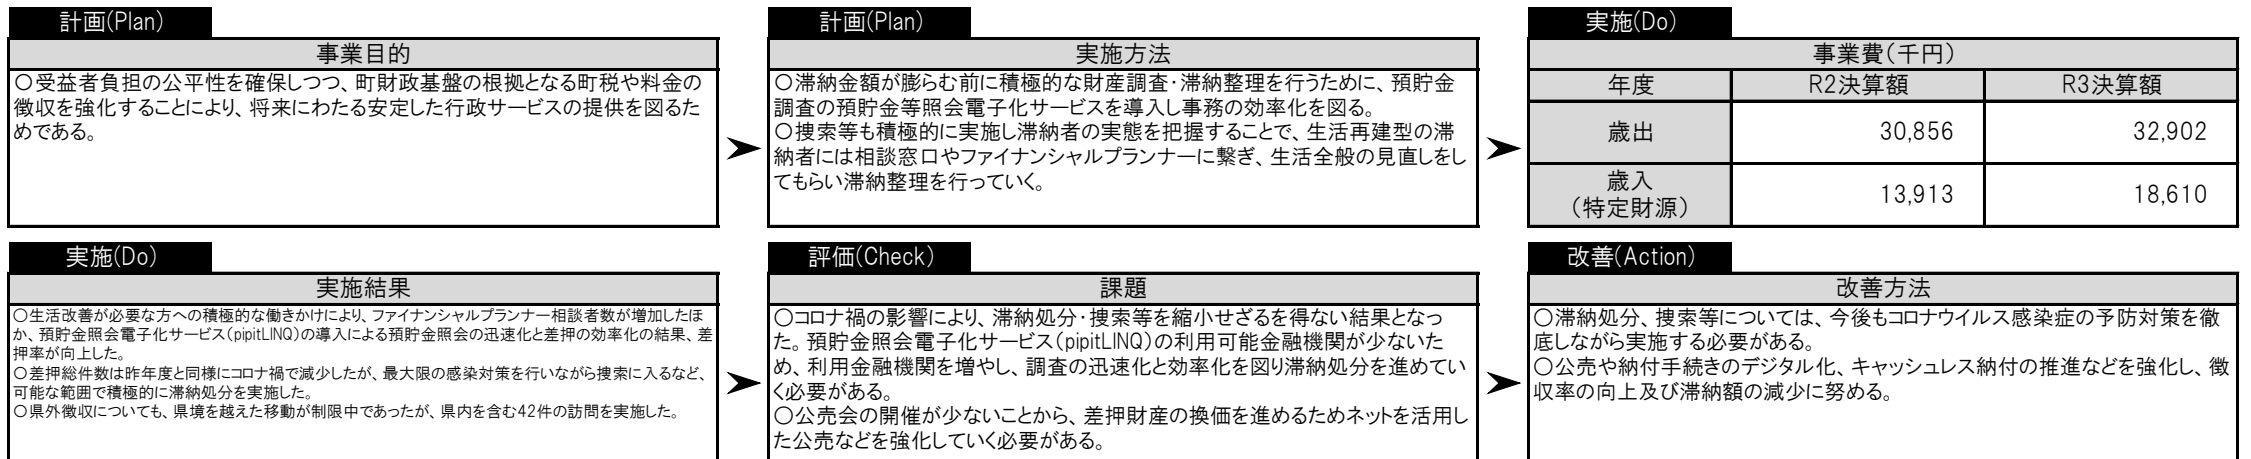 計画(Plan)
事業目的
○受益者負担の公平性を確保しつつ、町財政基盤の根拠となる町税や料金の
徴収を強化することにより、将来にわたる安定した行政サービスの提供を図るた
めである。
計画(Plan)
実施方法
○滞納金額が膨らむ前に積極的な財産調査・滞納整理を行うために、預貯金
調査の預貯金等照会電子化サービスを導入し事務の効率化を図る。
○捜索等も積極的に実施し滞納者の実態を把握することで、生活再建型の滞
納者には相談窓口やファイナンシャルプランナーに繋ぎ、生活全般の見直しをし
てもらい滞納整理を行っていく。
実施(Do)
事業費(千円)
年度 R2決算額 R3決算額
歳出 30,856 32,902
歳入
(特定財源) 13,913 18,610
実施(Do)
実施結果
○生活改善が必要な方への積極的な働きかけにより、ファイナンシャルプランナー相談者数が増加したほ
か、預貯金照会電子化サービス(pipitLINQ)の導入による預貯金照会の迅速化と差押の効率化の結果、差
押率が向上した。
○差押総件数は昨年度と同様にコロナ禍で減少したが、最大限の感染対策を行いながら捜索に入るなど、
可能な範囲で積極的に滞納処分を実施した。
○県外徴収についても、県境を越えた移動が制限中であったが、県内を含む42件の訪問を実施した。
評価(Check)
課題
○コロナ禍の影響により、滞納処分・捜索等を縮小せざるを得ない結果となっ
た。預貯金照会電子化サービス(pipitLINQ)の利用可能金融機関が少ないた
め、利用金融機関を増やし、調査の迅速化と効率化を図り滞納処分を進めてい
く必要がある。
○公売会の開催が少ないことから、差押財産の換価を進めるためネットを活用し
た公売などを強化していく必要がある。
改善(Action)
改善方法
○滞納処分、捜索等については、今後もコロナウイルス感染症の予防対策を徹
底しながら実施する必要がある。
○公売や納付手続きのデジタル化、キャッシュレス納付の推進などを強化し、徴
収率の向上及び滞納額の減少に努める。